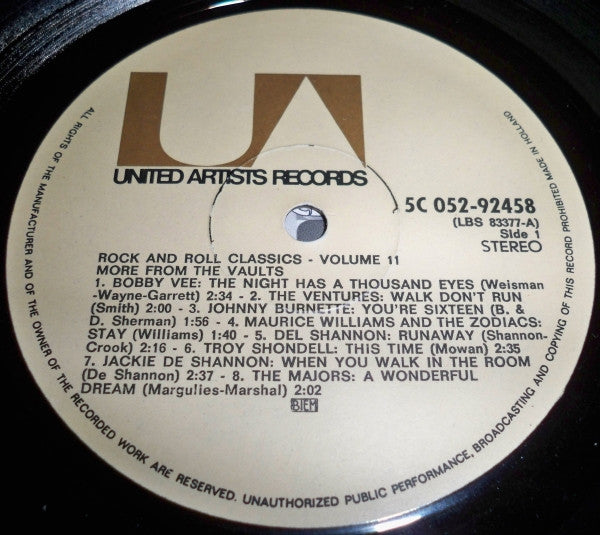 UA
UNITED ARTISTS RECORDS
5C 052-92458
(LBS 83377-A)
Side 1
STEREO
ROCK AND ROLL CLASSICS - VOLUME 11
MORE FROM THE VAULTS
1. BOBBY VEE: THE NIGHT HAS A THOUSAND EYES (Weisman
-Wayne-Garrett) 2:34 - 2. THE VENTURES: WALK DON'T RUN
(Smith) 2:00 - 3. JOHNNY BURNETTE: YOU'RE SIXTEEN (B. &
D. Sherman) 1:56 - 4. MAURICE WILLIAMS AND THE ZODIACS:
STAY (Williams) 1:40 - 5. DEL SHANNON: RUNAWAY (Shannon-
Crook) 2:16 - 6. TROY SHONDELL: THIS TIME (Mowan) 2:35
7. JACKIE DE SHANNON: WHEN YOU WALK IN THE ROOM
(De Shannon) 2:37 - 8. THE MAJORS: A WONDERFUL
DREAM (Margulies-Marshal) 2:02
BIEM
ALL RIGHTS OF THE MANUFACTURER AND OF THE OWNER OF THE RECORDED WORK ARE RESERVED. UNAUTHORIZED PUBLIC PERFORMANCE, BROADCASTING AND COPYING OF THIS RECORD PROHIBITED MADE IN HOLLAND